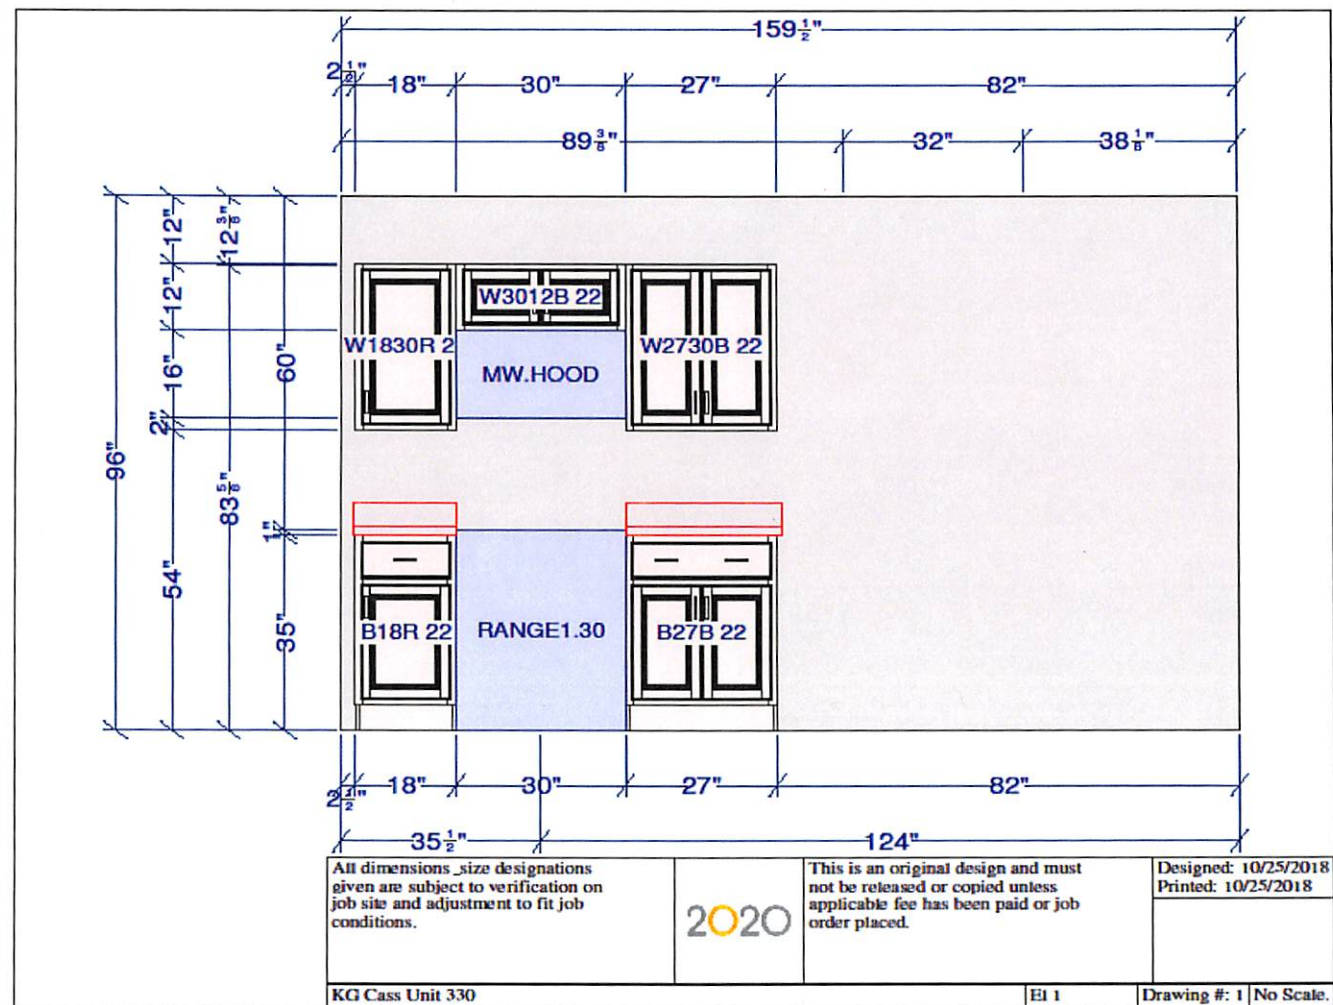 159 1/2"
2 1/2" 18" 30" 27" 82"
89 3/8" 32" 38 1/8"
12" 12 3/8"
12"
W3012B 22
W1830R 2 W2730B 22
16" 60"
MW.HOOD
2"
96"
83 5/8"
1"
54"
35"
B18R 22 RANGE1.30 B27B 22
2 1/2" 18" 30" 27" 82"
35 1/2" 124"
All dimensions_size designations
given are subject to verification on
job site and adjustment to fit job
conditions.
2020
This is an original design and must
not be released or copied unless
applicable fee has been paid or job
order placed.
Designed: 10/25/2018
Printed: 10/25/2018
KG Cass Unit 330
El 1
Drawing #: 1
No Scale.